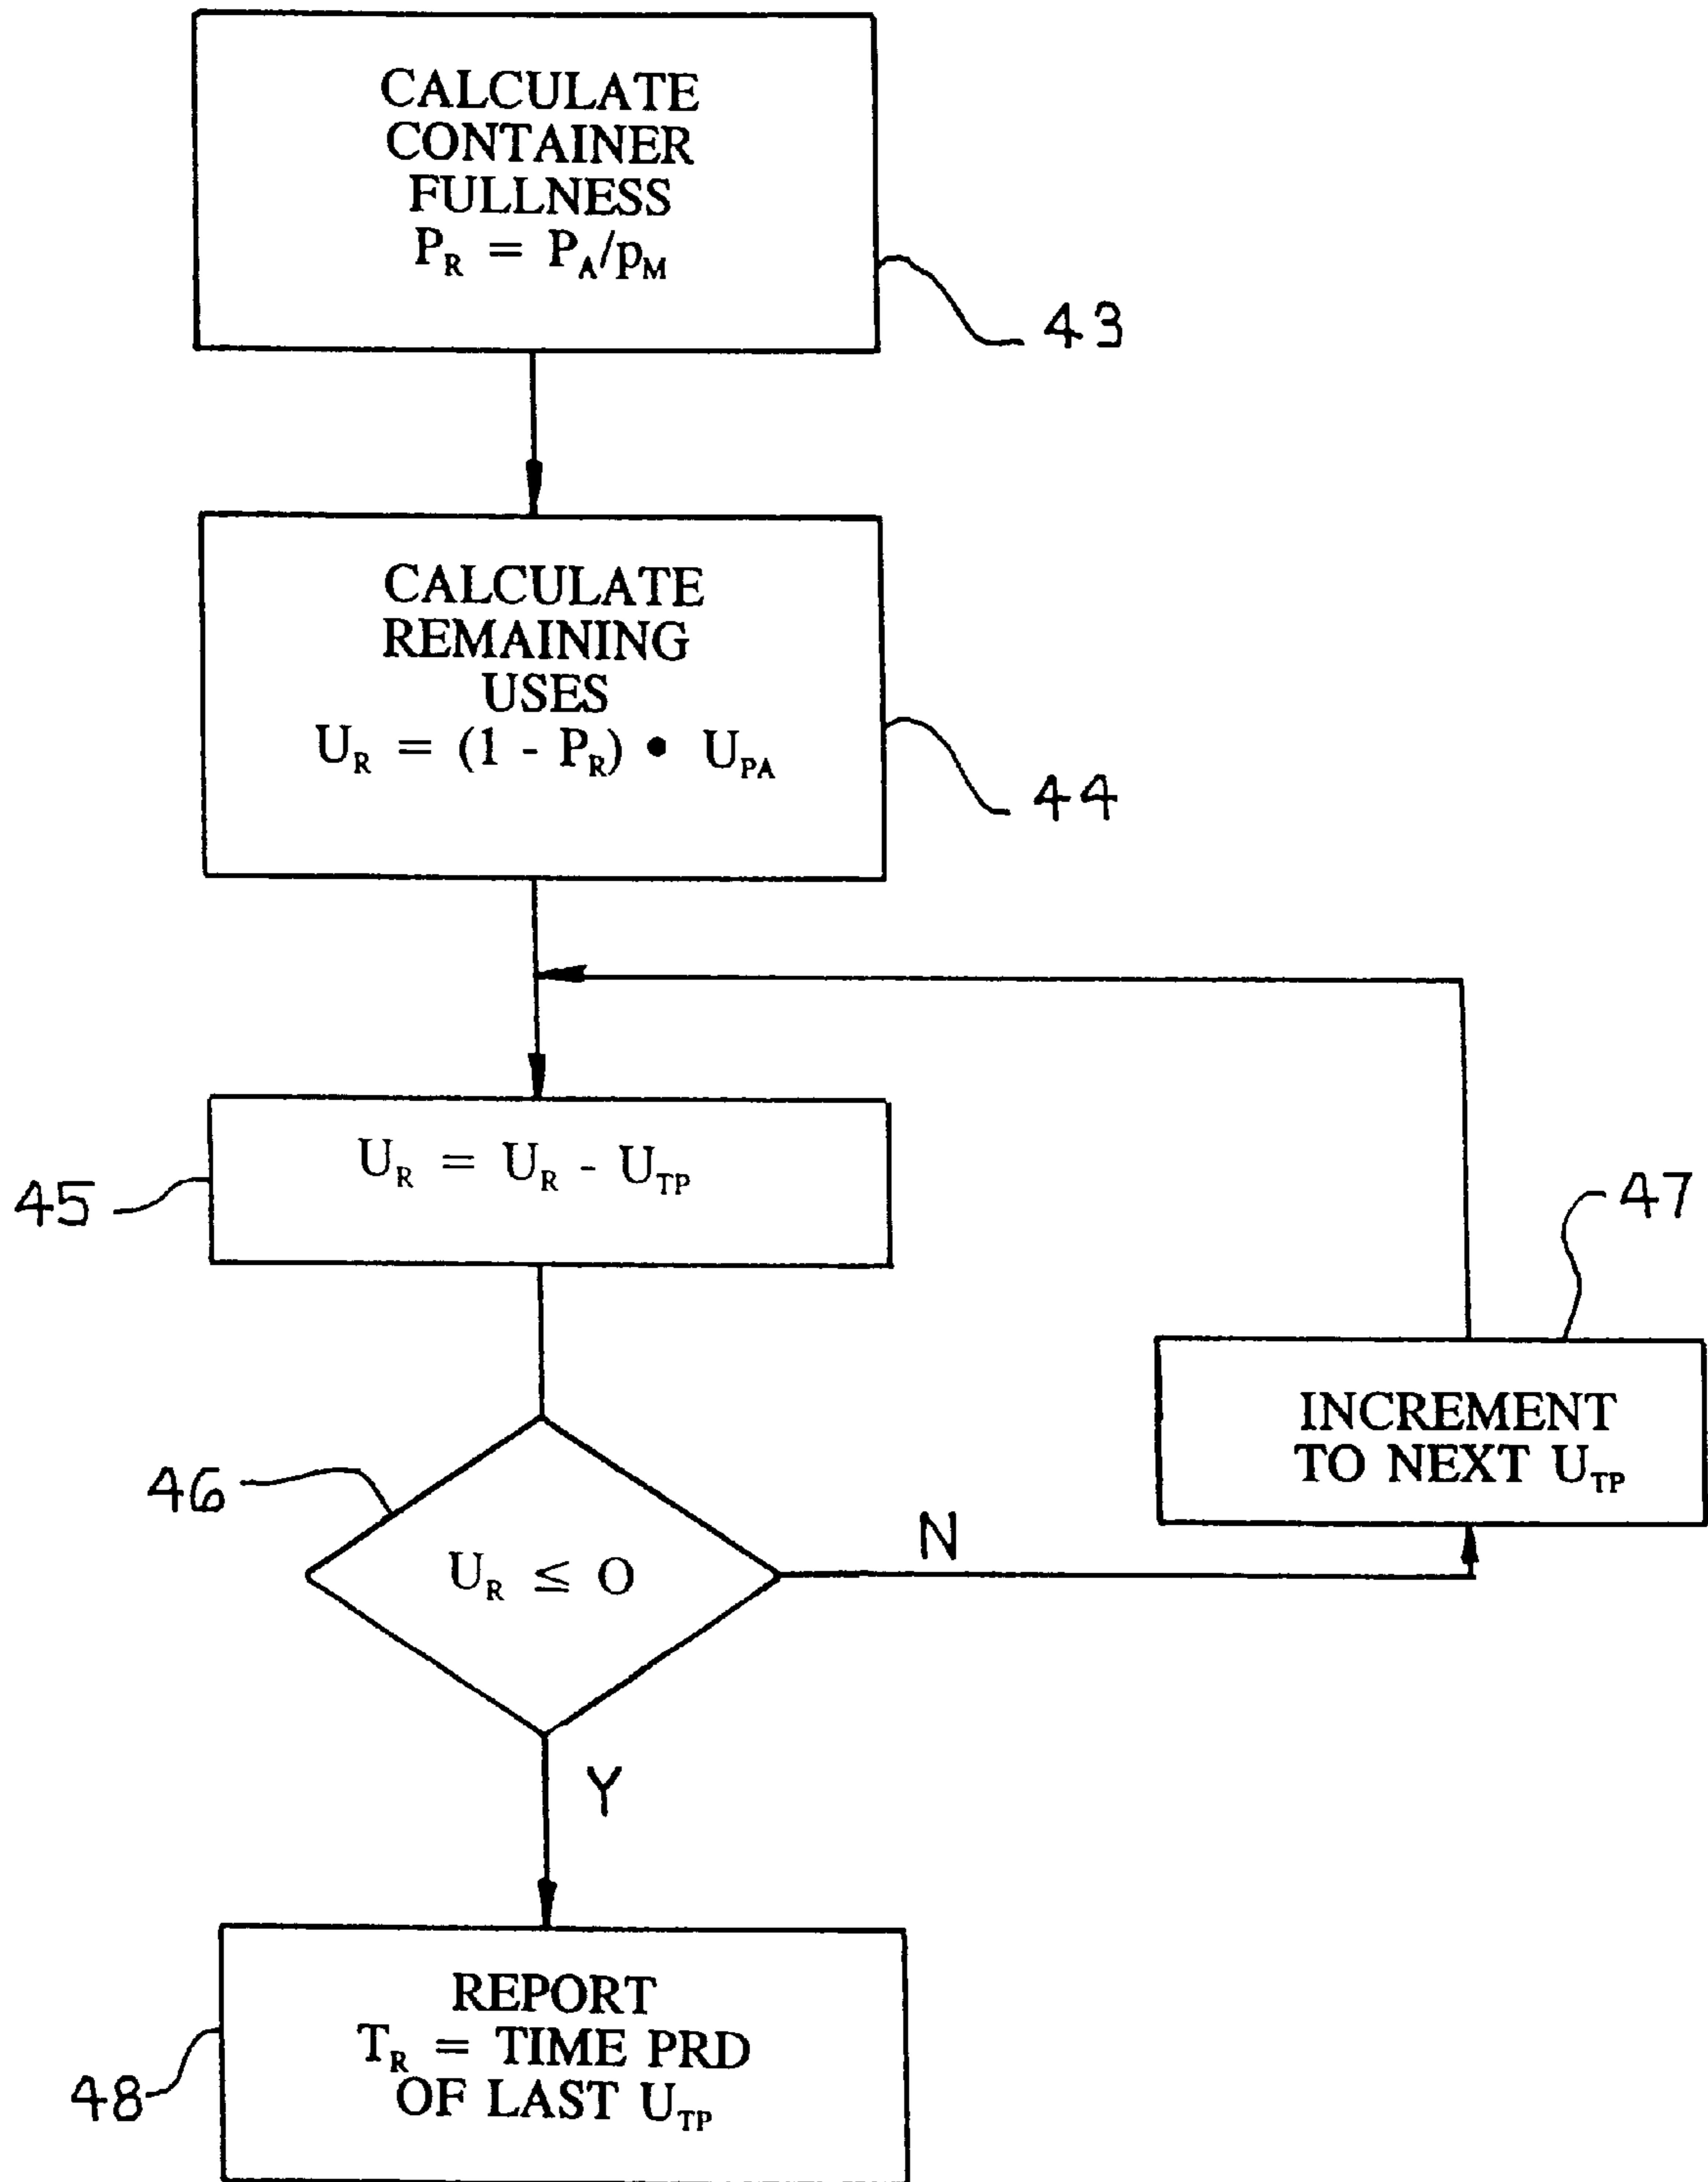 CALCULATE
CONTAINER
FULLNESS
P_R = P_A/p_M
43
CALCULATE
REMAINING
USES
U_R = (1 - P_R) • U_PA
44
U_R = U_R - U_TP
45
47
INCREMENT
TO NEXT U_TP
46
U_R ≤ O
N
Y
REPORT
T_R = TIME PRD
OF LAST U_TP
48